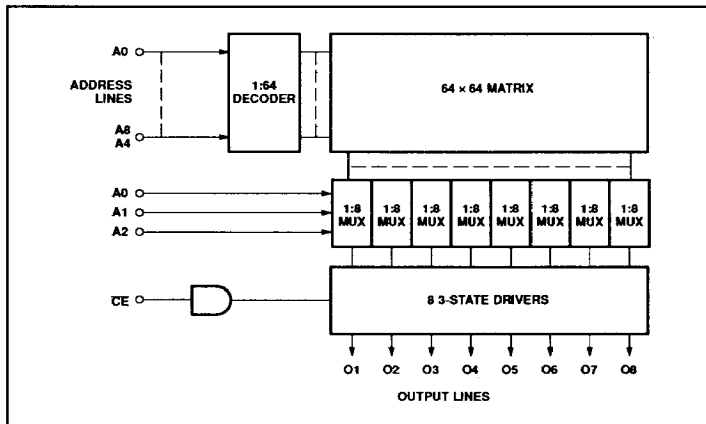 A0
ADDRESS
LINES
A8
A4
1:64
DECODER
64 × 64 MATRIX
A0
A1
A2
1:8 1:8 1:8 1:8 1:8 1:8 1:8 1:8
MUX MUX MUX MUX MUX MUX MUX MUX
C̅E̅
8 3-STATE DRIVERS
O1 O2 O3 O4 O5 O6 O7 O8
OUTPUT LINES